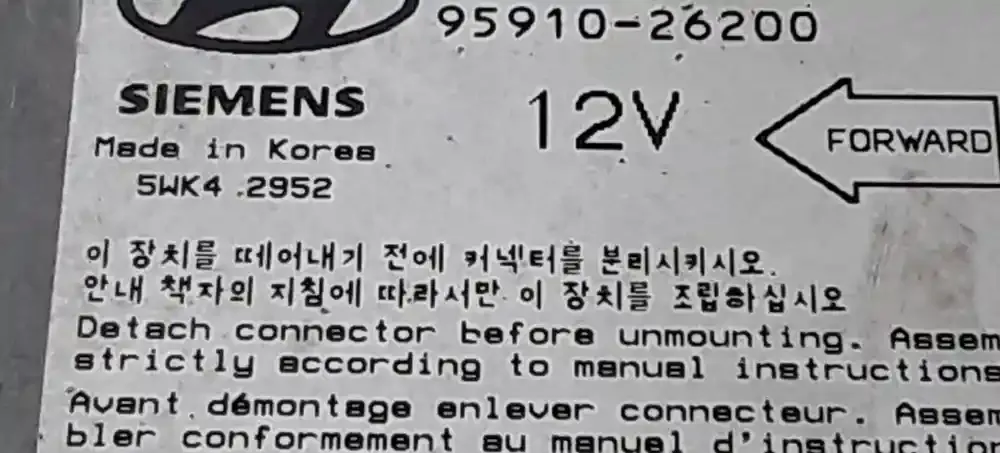 95910-26200
SIEMENS
12V
FORWARD
Made in Korea
5WK4 .2952
이 장치를 떼어내기 전에 커넥터를 분리시키시오.
안내 책자의 지침에 따라서만 이 장치를 조립하십시오
Detach connector before unmounting. Assem
strictly according to manual instructions
Avant démontage enlever connecteur. Assem
bler conformement au manuel d'instruction